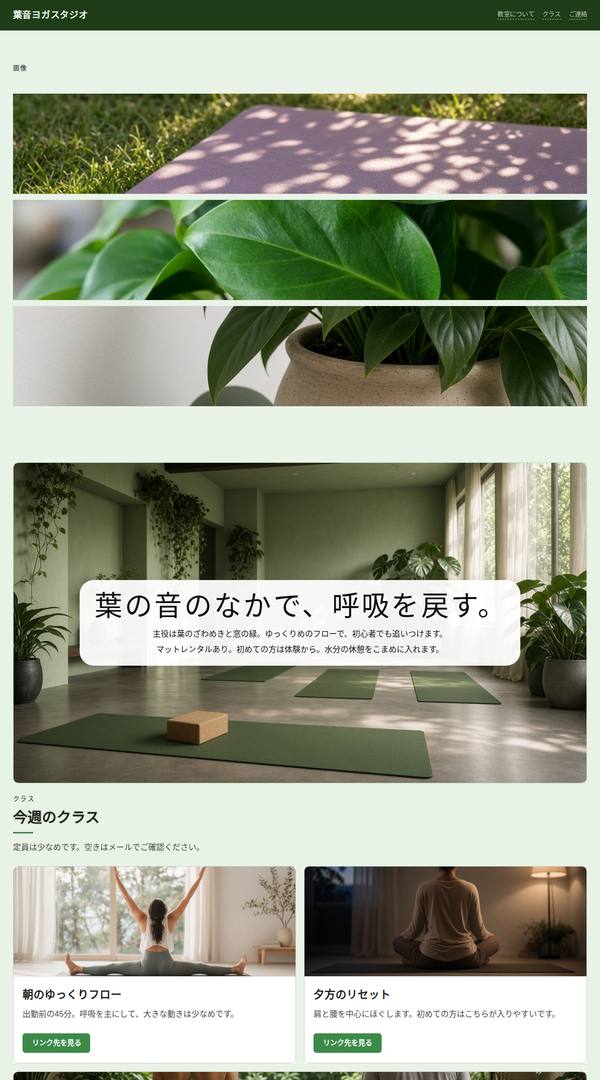 葉音ヨガスタジオ
教室について クラス ご連絡
画像
葉の音のなかで、呼吸を戻す。
主役は葉のざわめきと窓の緑。ゆっくりめのフローで、初心者でも追いつけます。
マットレンタルあり。初めての方は体験から。水分の休憩をこまめに入れます。
クラス
今週のクラス
定員は少なめです。空きはメールでご確認ください。
朝のゆっくりフロー
出勤前の45分。呼吸を主にして、大きな動きは少なめです。
リンク先を見る
夕方のリセット
肩と腰を中心にほぐします。初めての方はこちらが入りやすいです。
リンク先を見る